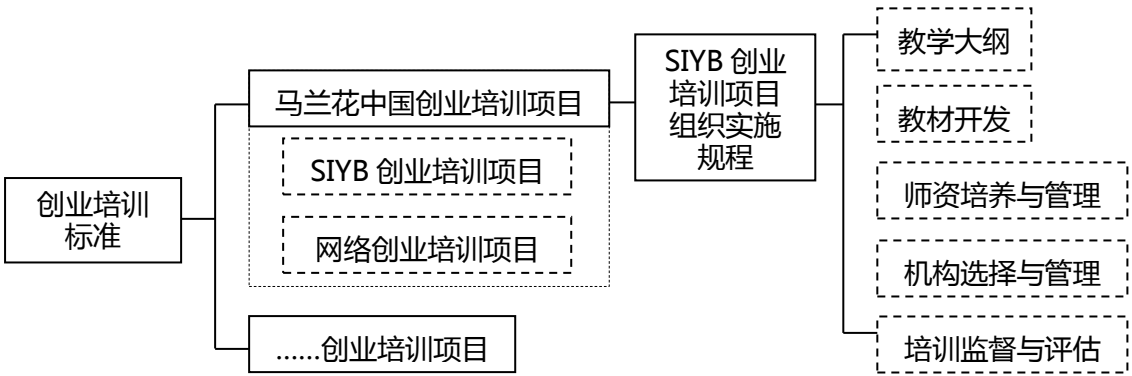 创业培训
标准
马兰花中国创业培训项目
SIYB 创业培训项目
网络创业培训项目
……创业培训项目
SIYB 创业
培训项目
组织实施
规程
教学大纲
教材开发
师资培养与管理
机构选择与管理
培训监督与评估